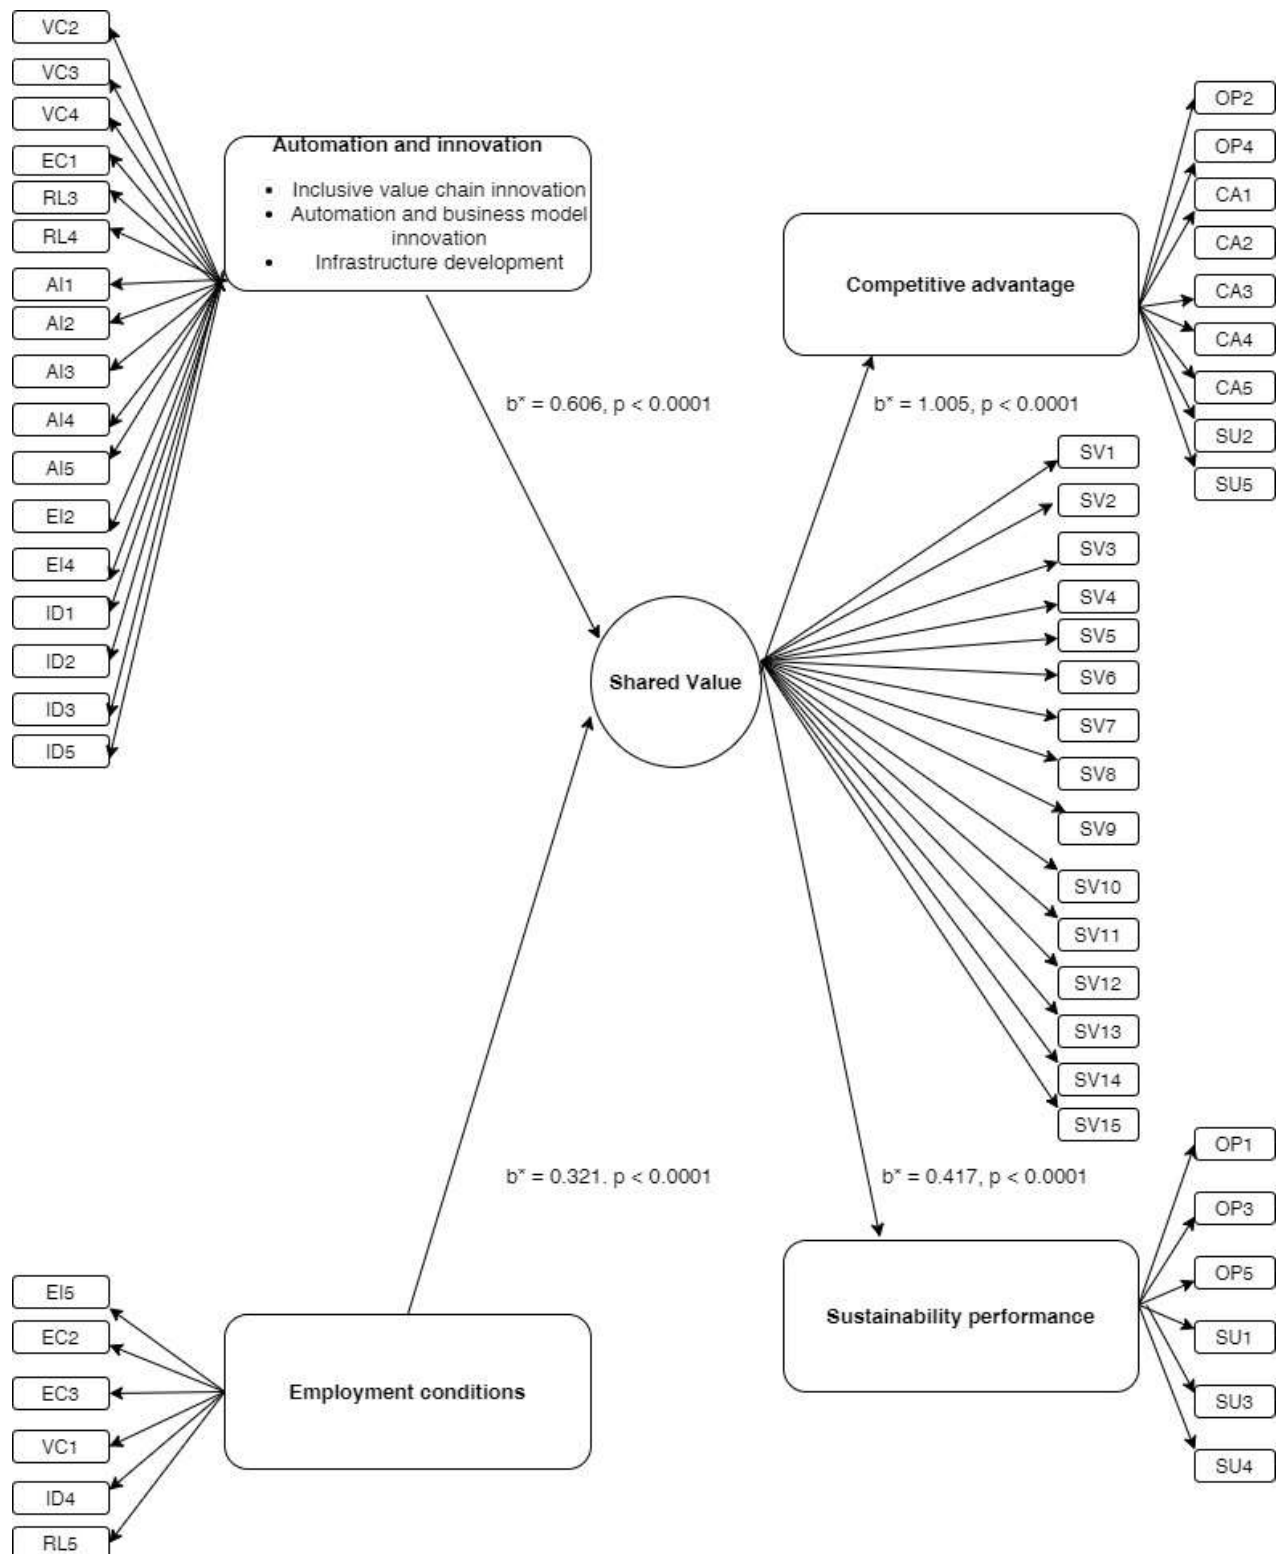 VC2
VC3
VC4
EC1
RL3
RL4
AI1
AI2
AI3
AI4
AI5
EI2
EI4
ID1
ID2
ID3
ID5
Automation and innovation
• Inclusive value chain innovation
• Automation and business model
innovation
• Infrastructure development
b* = 0.606, p < 0.0001
Shared Value
b* = 0.321. p < 0.0001
EI5
EC2
EC3
VC1
ID4
RL5
Employment conditions
Competitive advantage
OP2
OP4
CA1
CA2
CA3
CA4
CA5
SU2
SU5
b* = 1.005, p < 0.0001
SV1
SV2
SV3
SV4
SV5
SV6
SV7
SV8
SV9
SV10
SV11
SV12
SV13
SV14
SV15
b* = 0.417, p < 0.0001
Sustainability performance
OP1
OP3
OP5
SU1
SU3
SU4